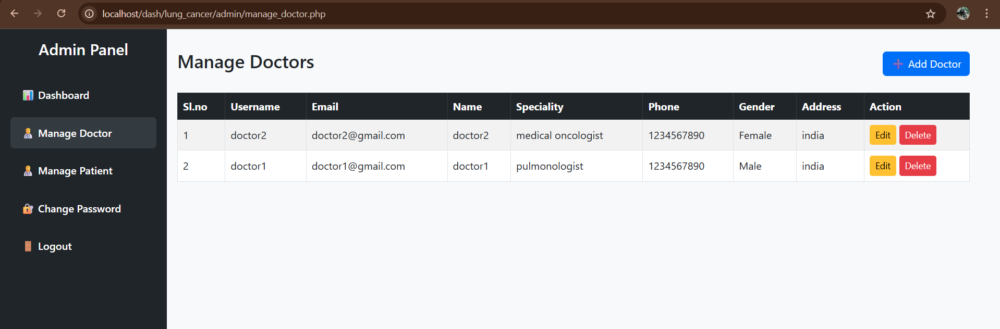 localhost/dash/lung_cancer/admin/manage_doctor.php
Admin Panel
Dashboard
Manage Doctor
Manage Patient
Change Password
Logout
Manage Doctors
Add Doctor
Sl.no Username Email Name Speciality Phone Gender Address Action
1 doctor2 doctor2@gmail.com doctor2 medical oncologist 1234567890 Female india Edit Delete
2 doctor1 doctor1@gmail.com doctor1 pulmonologist 1234567890 Male india Edit Delete